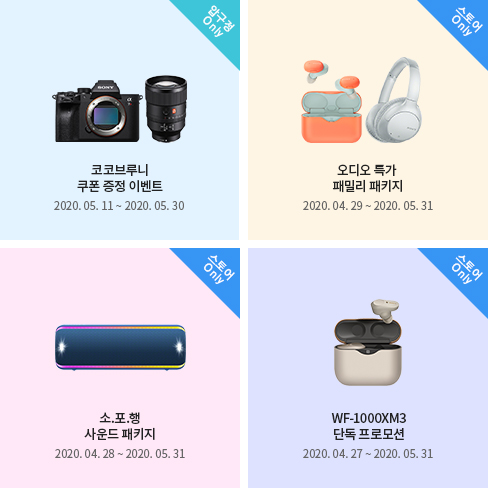 압구정
Only
SONY
α
코코브루니
쿠폰 증정 이벤트
2020. 05. 11 ~ 2020. 05. 30
스토어
Only
오디오 특가
패밀리 패키지
2020. 04. 29 ~ 2020. 05. 31
스토어
Only
소.포.행
사운드 패키지
2020. 04. 28 ~ 2020. 05. 31
스토어
Only
WF-1000XM3
단독 프로모션
2020. 04. 27 ~ 2020. 05. 31